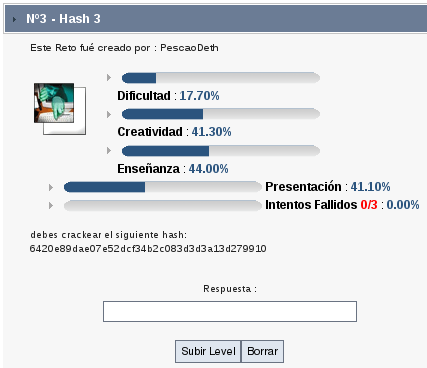 Nº3 - Hash 3
Este Reto fué creado por : PescaoDeth
Dificultad : 17.70%
Creatividad : 41.30%
Enseñanza : 44.00%
Presentación : 41.10%
Intentos Fallidos 0/3 : 0.00%
debes crackear el siguiente hash:
6420e89dae07e52dcf34b2c083d3d3a13d279910
Respuesta :
Subir Level Borrar